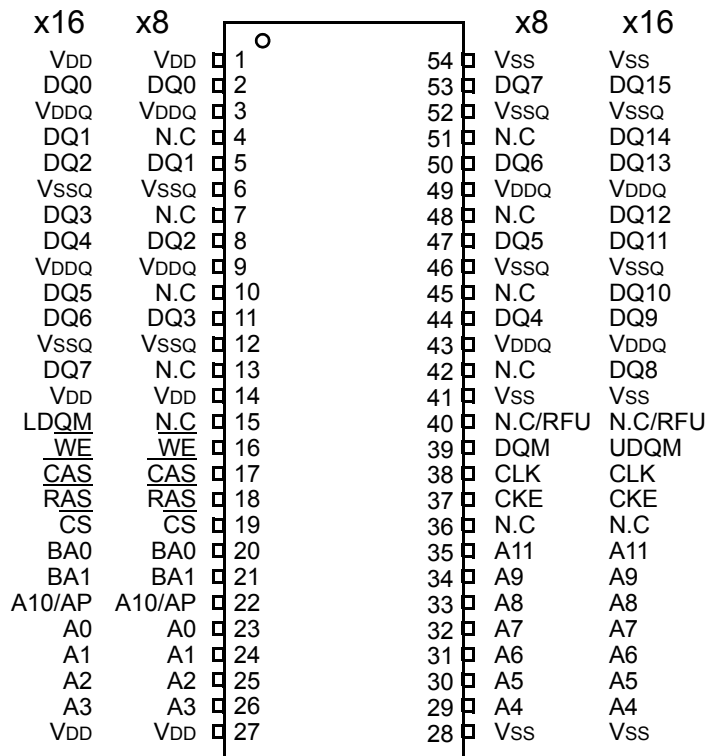 x16 x8 x8 x16
VDD VDD 1 54 VSS VSS
DQ0 DQ0 2 53 DQ7 DQ15
VDDQ VDDQ 3 52 VSSQ VSSQ
DQ1 N.C 4 51 N.C DQ14
DQ2 DQ1 5 50 DQ6 DQ13
VSSQ VSSQ 6 49 VDDQ VDDQ
DQ3 N.C 7 48 N.C DQ12
DQ4 DQ2 8 47 DQ5 DQ11
VDDQ VDDQ 9 46 VSSQ VSSQ
DQ5 N.C 10 45 N.C DQ10
DQ6 DQ3 11 44 DQ4 DQ9
VSSQ VSSQ 12 43 VDDQ VDDQ
DQ7 N.C 13 42 N.C DQ8
VDD VDD 14 41 VSS VSS
LDQM N.C 15 40 N.C/RFU N.C/RFU
WE WE 16 39 DQM UDQM
CAS CAS 17 38 CLK CLK
RAS RAS 18 37 CKE CKE
CS CS 19 36 N.C N.C
BA0 BA0 20 35 A11 A11
BA1 BA1 21 34 A9 A9
A10/AP A10/AP 22 33 A8 A8
A0 A0 23 32 A7 A7
A1 A1 24 31 A6 A6
A2 A2 25 30 A5 A5
A3 A3 26 29 A4 A4
VDD VDD 27 28 VSS VSS